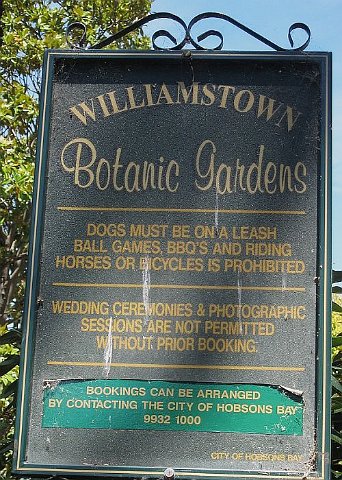 WILLIAMSTOWN
Botanic Gardens
DOGS MUST BE ON A LEASH
BALL GAMES, BBQ'S AND RIDING
HORSES OR BICYCLES IS PROHIBITED
WEDDING CEREMONIES & PHOTOGRAPHIC
SESSIONS ARE NOT PERMITTED
WITHOUT PRIOR BOOKING.
BOOKINGS CAN BE ARRANGED
BY CONTACTING THE CITY OF HOBSONS BAY
9932 1000
CITY OF HOBSONS BAY